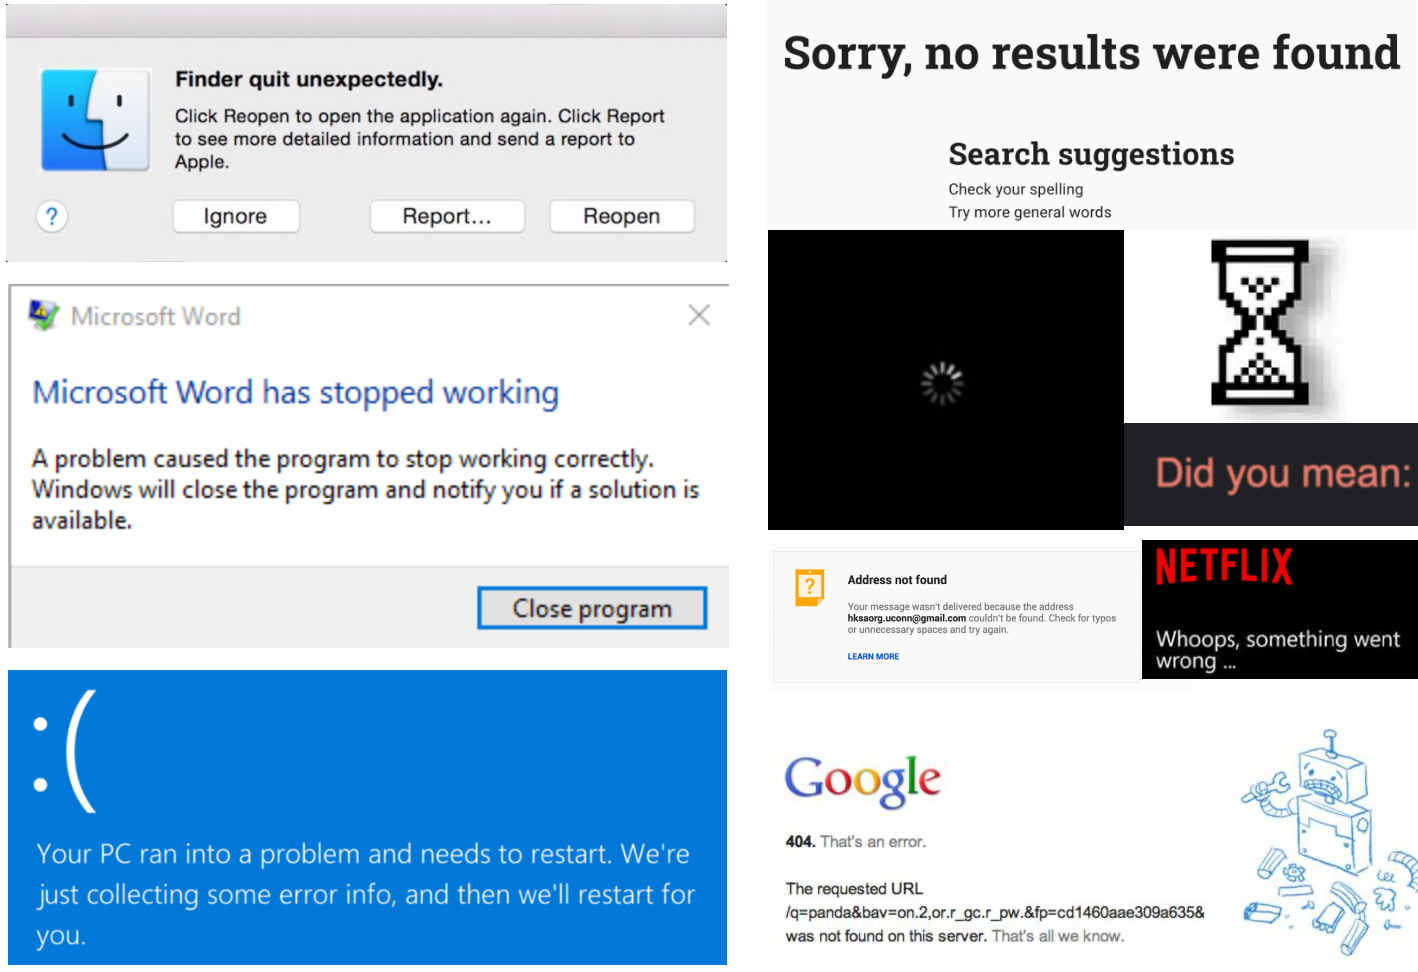 Finder quit unexpectedly.
Click Reopen to open the application again. Click Report
to see more detailed information and send a report to
Apple.
?
Ignore
Report...
Reopen
Microsoft Word
Microsoft Word has stopped working
A problem caused the program to stop working correctly.
Windows will close the program and notify you if a solution is
available.
Close program
:(
Your PC ran into a problem and needs to restart. We're
just collecting some error info, and then we'll restart for
you.
Sorry, no results were found
Search suggestions
Check your spelling
Try more general words
Did you mean:
?
Address not found
Your message wasn't delivered because the address
hksaorg.uconn@gmail.com couldn't be found. Check for typos
or unnecessary spaces and try again.
LEARN MORE
NETFLIX
Whoops, something went
wrong ...
Google
404. That's an error.
The requested URL
/q=panda&bav=on.2,or.r_gc.r_pw.&fp=cd1460aae309a635&
was not found on this server. That's all we know.